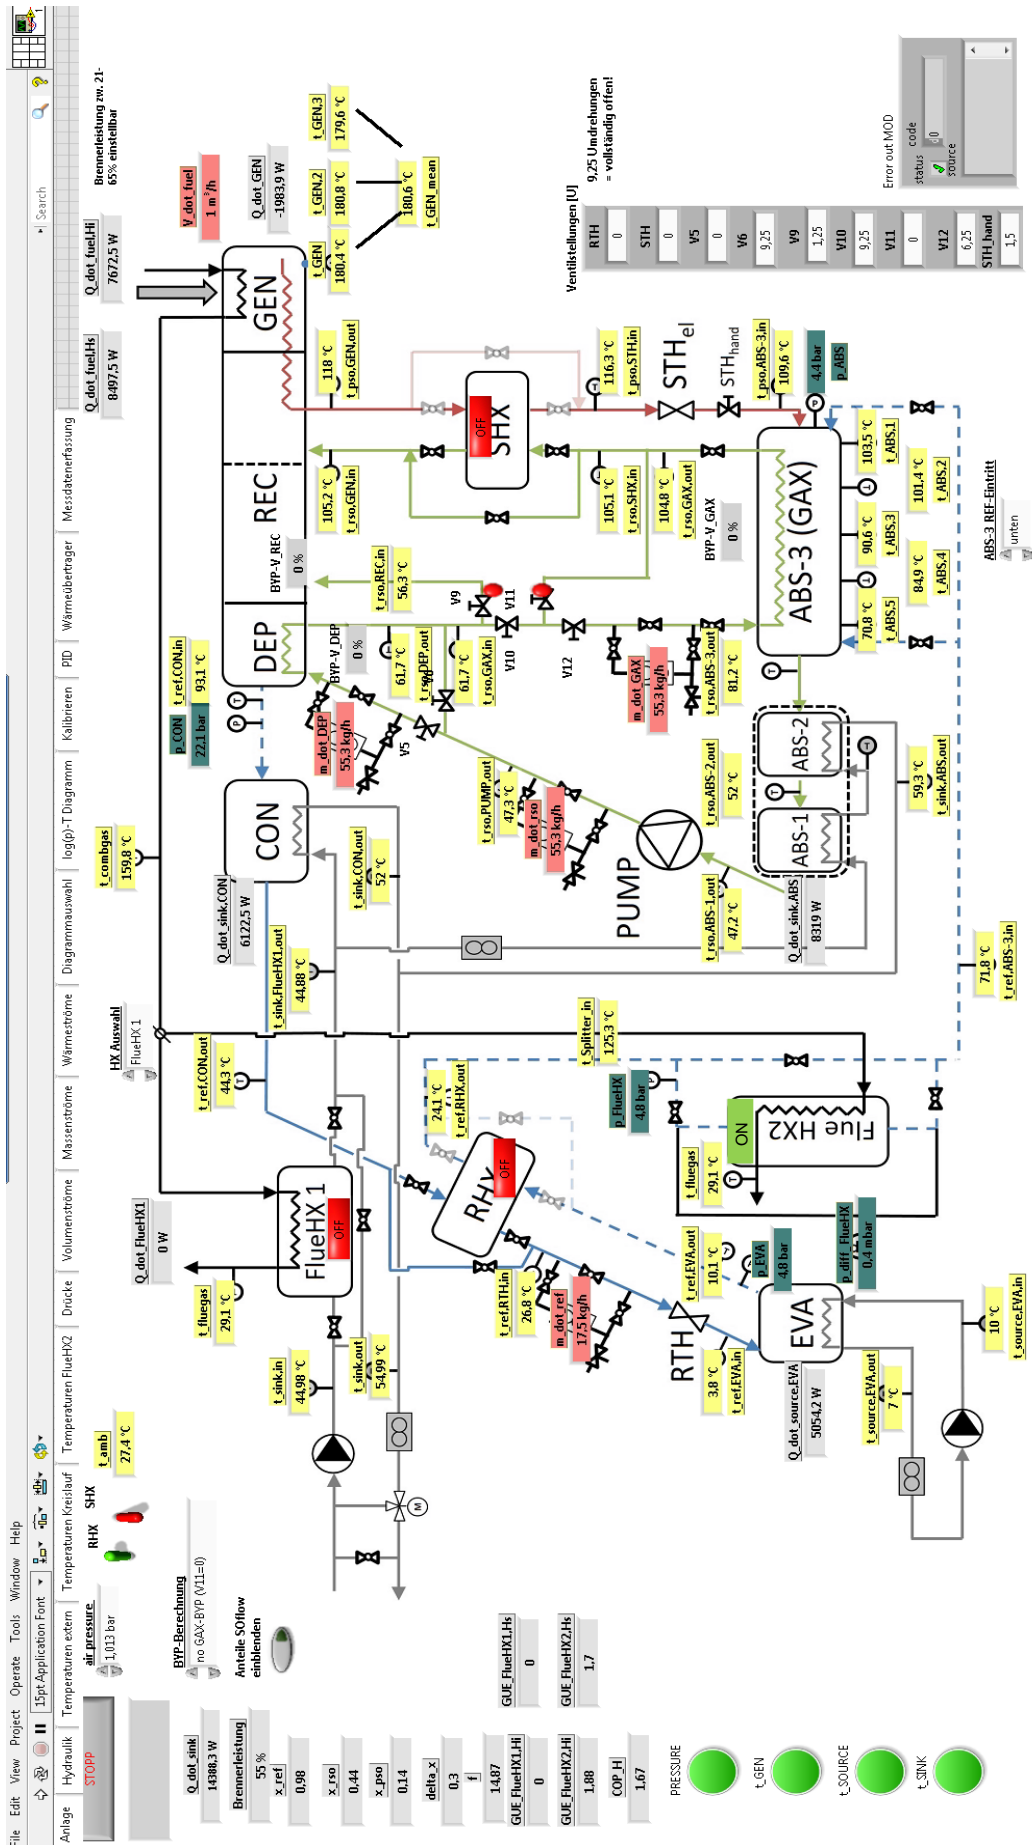 File Edit View Project Operate Tools Window Help
15pt Application Font
Search
Anlage Hydraulik Temperaturen extern Temperaturen Kreislauf Temperaturen FlueHX2 Drücke Volumenströme Massenströme Wärmeströme Diagrammauswahl log(p)-T Diagramm Kalibrieren PID Wärmeübertrager Messdatenerfassung
STOPP
air pressure
1,013 bar
RHX SHX
t_amb
27,4 °C
BYP-Berechnung
no GAX-BYP (V11=0)
Anteile SOflow
einblenden
Q_dot_sink
14388,3 W
Brennerleistung
55 %
x_ref
0,98
x_rso
0,44
x_pso
0,14
delta_x
0,3
f
14,87
GUE_FlueHX1,Hi
0
GUE_FlueHX1,Hs
0
GUE_FlueHX2,Hi
1,88
GUE_FlueHX2,Hs
1,7
COP_H
1,67
PRESSURE
t_GEN
t_SOURCE
t_SINK
HX Auswahl
FlueHX 1
Q_dot_FlueHX1
0 W
t_fluegas
29,1 °C
FlueHX 1
OFF
t_sink,in
44,98 °C
t_sink,out
54,99 °C
M
t_sink,FlueHX1,out
44,88 °C
t_ref,CON,out
44,3 °C
T
t_combgas
159,8 °C
Q_dot_sink,CON
6122,5 W
CON
t_sink,CON,out
52 °C
p_CON
22,1 bar
t_ref,CON,in
93,1 °C
P T
DEP REC GEN
Q_dot_fuel,Hs
8497,5 W
Q_dot_fuel,Hi
7672,5 W
Brennerleistung zw. 21-
65% einstellbar
V_dot_fuel
1 m³/h
Q_dot_GEN
-1983,9 W
t_GEN
180,4 °C
t_GEN,2
180,8 °C
t_GEN,3
179,6 °C
180,6 °C
t_GEN_mean
BYP-V_DEP
0 %
BYP-V_REC
0 %
m_dot_DEP
55,3 kg/h
V5
61,7 °C
t_rso,DEP,out
61,7 °C
t_rso,GAX,in
t_rso,REC,in
56,3 °C
V9
V10
V11
V12
105,2 °C
t_rso,GEN,in
118 °C
t_pso,GEN,out
SHX
OFF
105,1 °C
t_rso,SHX,in
116,3 °C
t_pso,STH,in
104,8 °C
t_rso,GAX,out
BYP-V_GAX
0 %
STHel
STHhand
t_pso,ABS-3,in
109,6 °C
4,4 bar
p_ABS
P
ABS-3 (GAX)
m_dot_GAX
55,3 kg/h
t_rso,ABS-3,out
81,2 °C
70,8 °C
t_ABS,5
84,9 °C
t_ABS,4
90,6 °C
t_ABS,3
101,4 °C
t_ABS,2
103,5 °C
t_ABS,1
ABS-3 REF-Eintritt
unten
t_rso,PUMP,out
47,3 °C
m_dot_rso
55,3 kg/h
PUMP
t_rso,ABS-1,out
47,2 °C
t_rso,ABS-2,out
52 °C
Q_dot_sink,ABS
8319 W
ABS-1 ABS-2
59,3 °C
t_sink,ABS,out
71,8 °C
t_ref,ABS-3,in
RHX
OFF
24,1 °C
t_ref,RHX,out
t_ref,RTH,in
26,8 °C
m_dot_ref
17,5 kg/h
RTH
3,8 °C
t_ref,EVA,in
t_ref,EVA,out
10,1 °C
p_EVA
4,8 bar
EVA
Q_dot_source,EVA
5054,2 W
t_source,EVA,out
7 °C
10 °C
t_source,EVA,in
t_Splitter_in
125,3 °C
p_FlueHX
4,8 bar
P
t_fluegas
29,1 °C
T
ON
Flue HX2
p_diff_FlueHX
0,4 mbar
Ventilstellungen [U]
9,25 Umdrehungen
= vollständig offen!
RTH
0
STH
0
V5
0
V6
9,25
V9
1,25
V10
9,25
V11
0
V12
6,25
STH_hand
1,5
Error out MOD
status code
d0
source